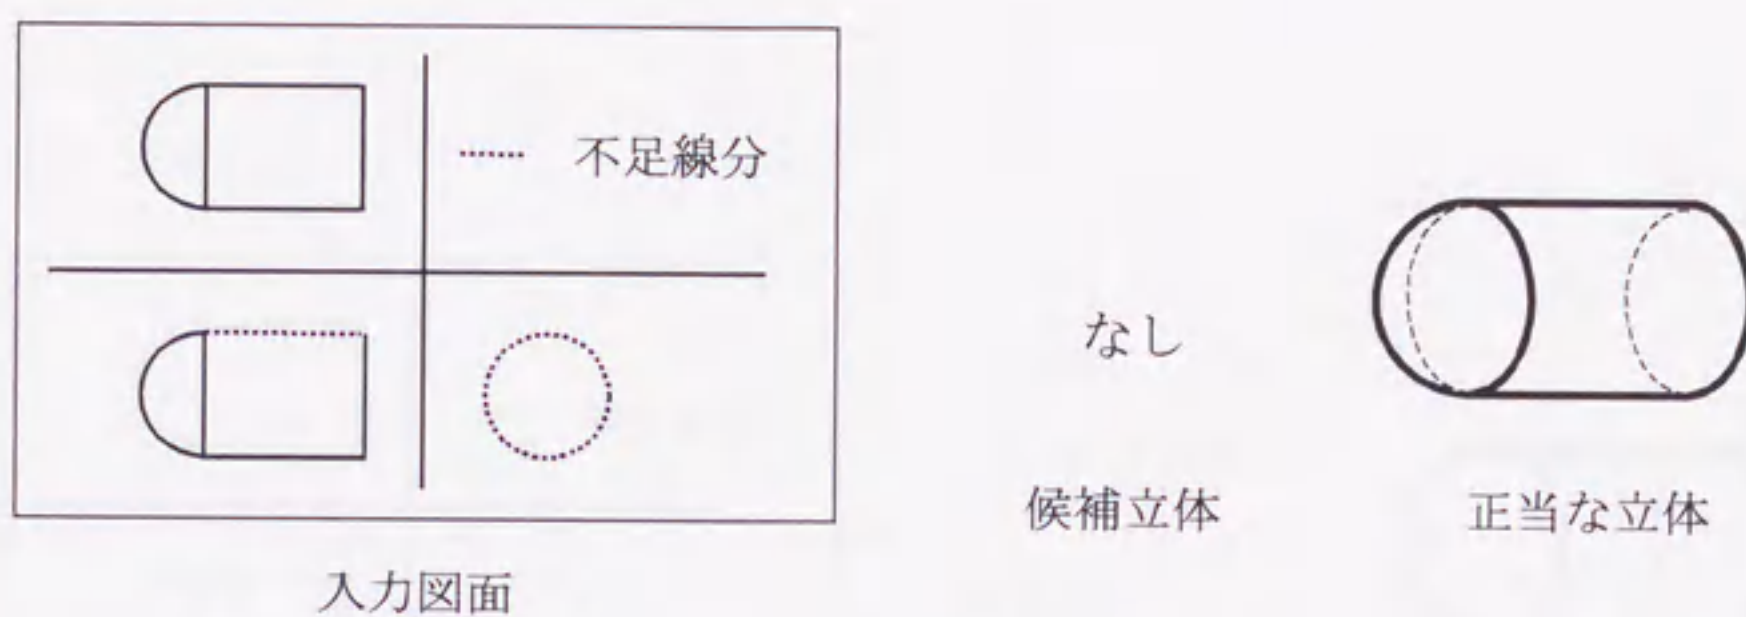 不足線分
なし
候補立体
正当な立体
入力図面